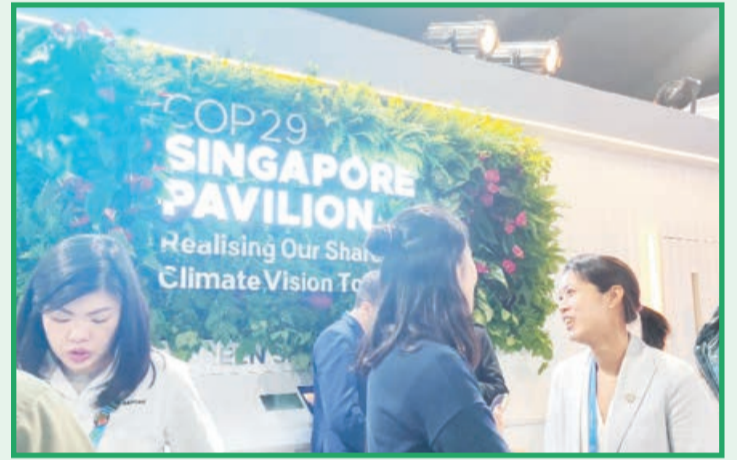 COP29
SINGAPORE
PAVILION
Realising Our
Climate Vision